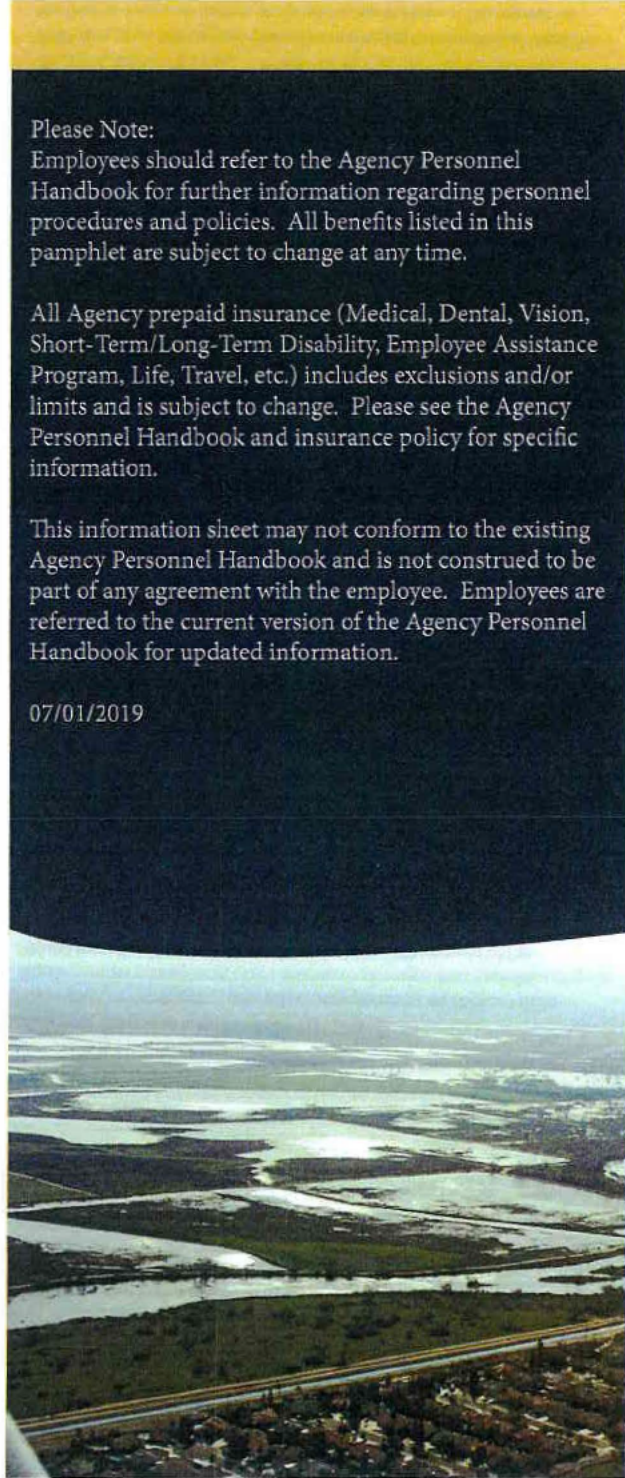 Please Note:
Employees should refer to the Agency Personnel
Handbook for further information regarding personnel
procedures and policies.  All benefits listed in this
pamphlet are subject to change at any time.

All Agency prepaid insurance (Medical, Dental, Vision,
Short-Term/Long-Term Disability, Employee Assistance
Program, Life, Travel, etc.) includes exclusions and/or
limits and is subject to change.  Please see the Agency
Personnel Handbook and insurance policy for specific
information.

This information sheet may not conform to the existing
Agency Personnel Handbook and is not construed to be
part of any agreement with the employee.  Employees are
referred to the current version of the Agency Personnel
Handbook for updated information.

07/01/2019